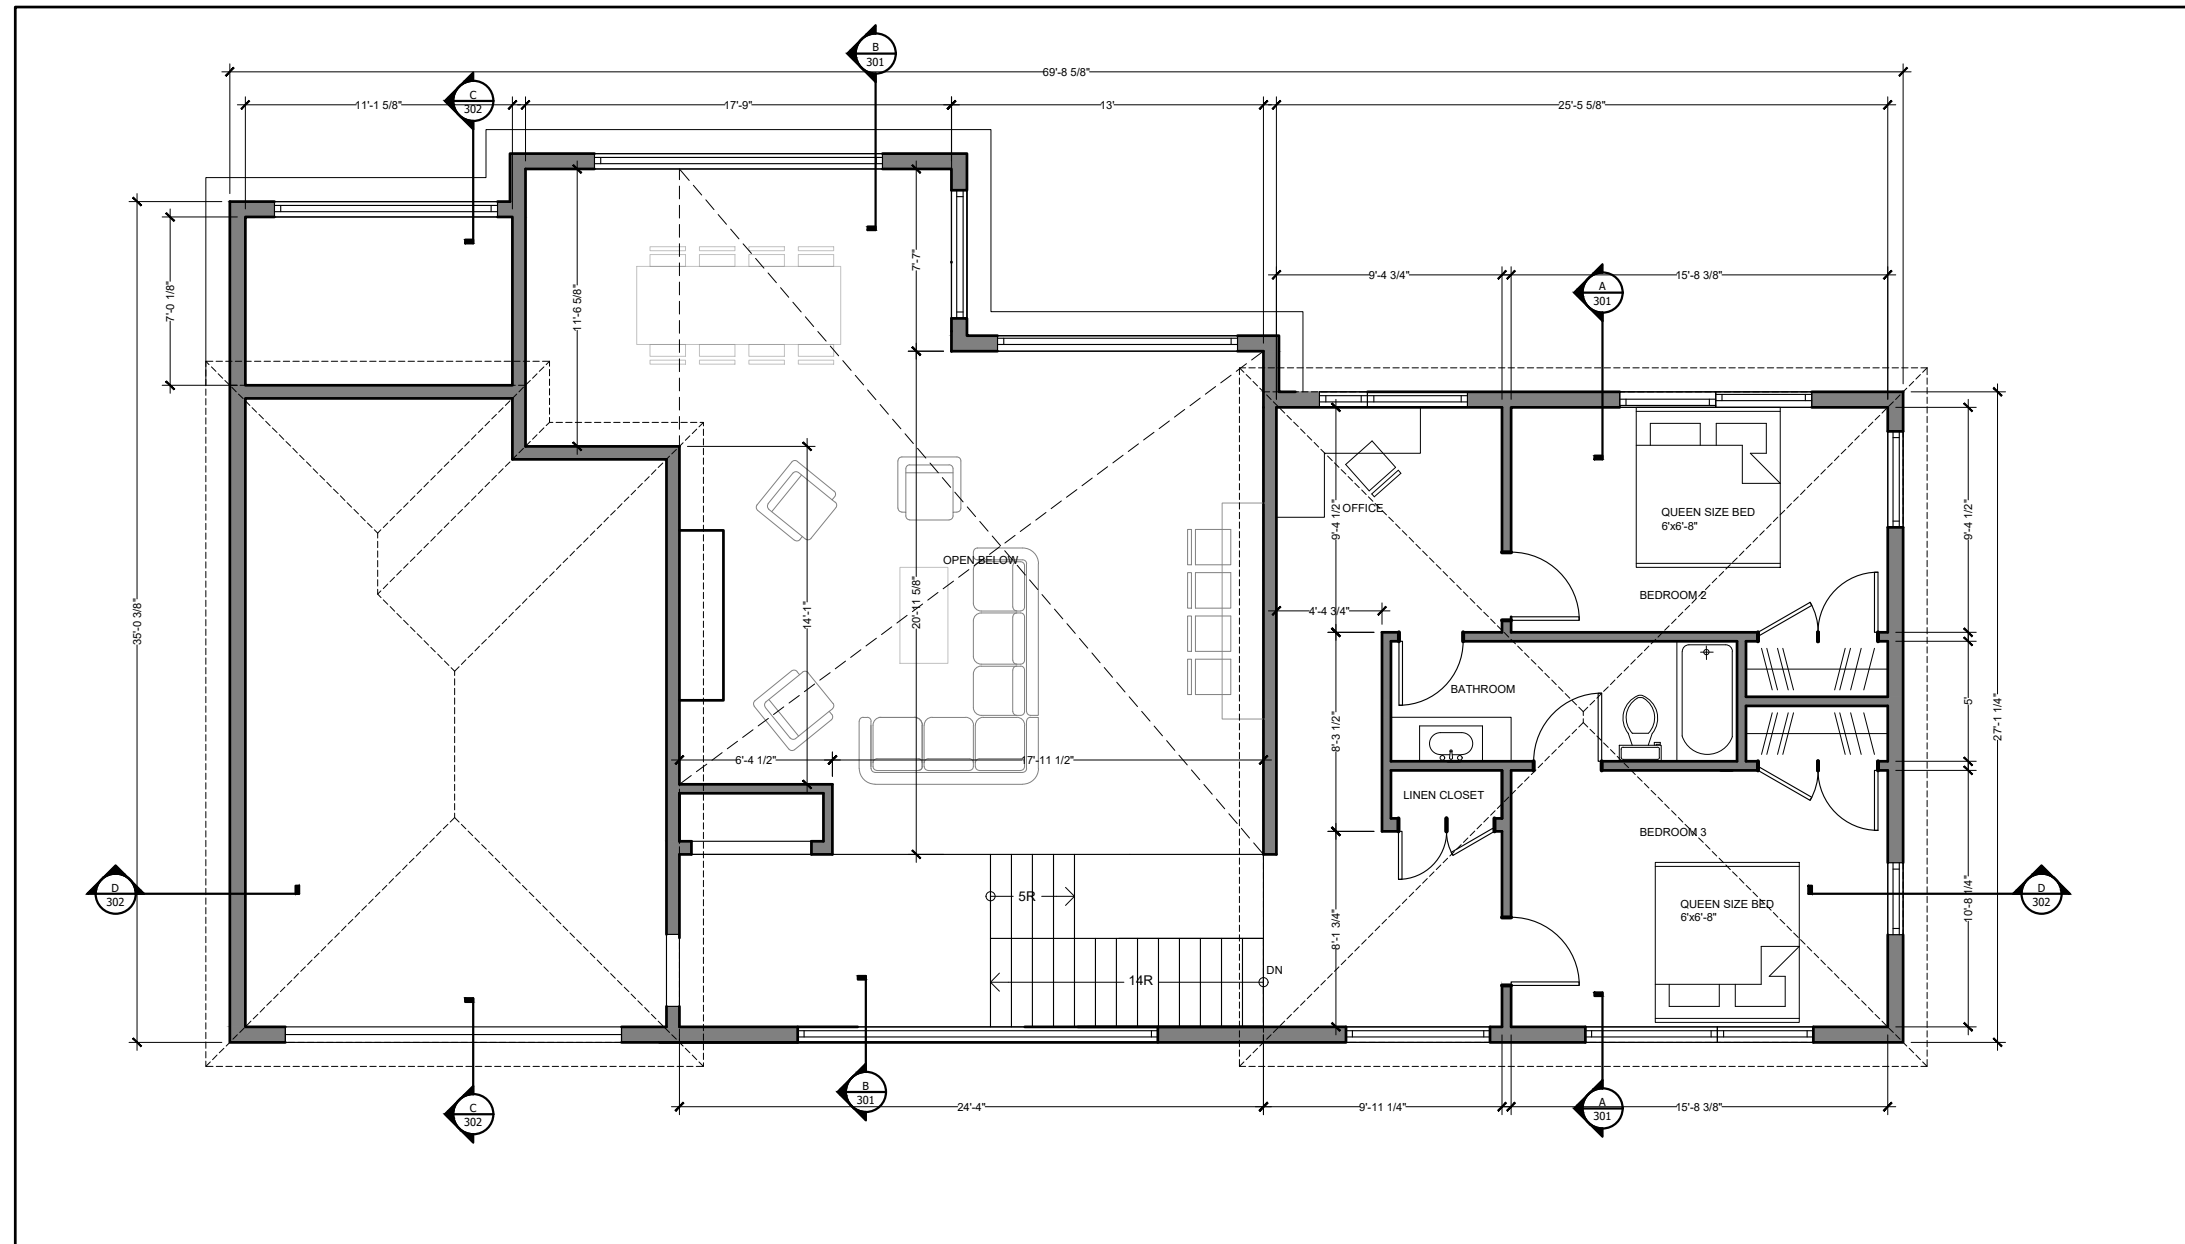 B
301
69'-8 5/8"
C
302
11'-1 5/8"
17'-9"
13'
25'-5 5/8"
7'-7"
9'-4 3/4"
15'-8 3/8"
A
301
7'-0 1/8"
11'-6 5/8"
OFFICE
9'-4 1/2"
QUEEN SIZE BED
6'x6'-8"
9'-4 1/2"
OPEN BELOW
BEDROOM 2
35'-0 3/8"
14'-1"
20'-11 5/8"
4'-4 3/4"
BATHROOM
5'
27'-1 1/4"
8'-3 1/2"
6'-4 1/2"
17'-11 1/2"
LINEN CLOSET
BEDROOM 3
D
302
5R
QUEEN SIZE BED
6'x6'-8"
10'-8 1/4"
D
302
8'-1 3/4"
14R
DN
B
301
C
302
24'-4"
9'-11 1/4"
A
301
15'-8 3/8"